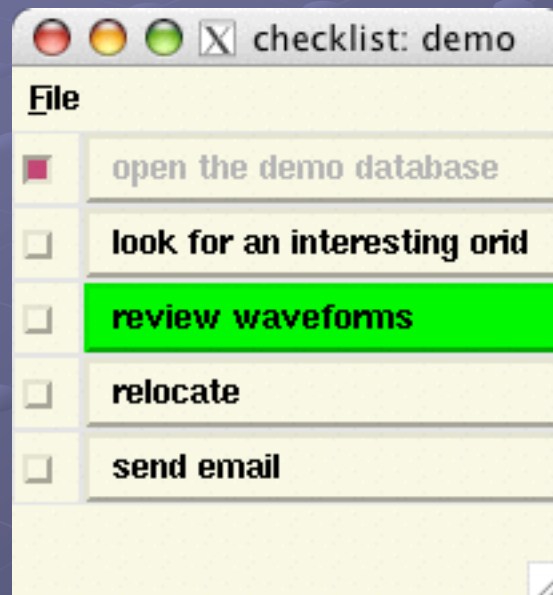 checklist: demo
File
open the demo database
look for an interesting orid
review waveforms
relocate
send email